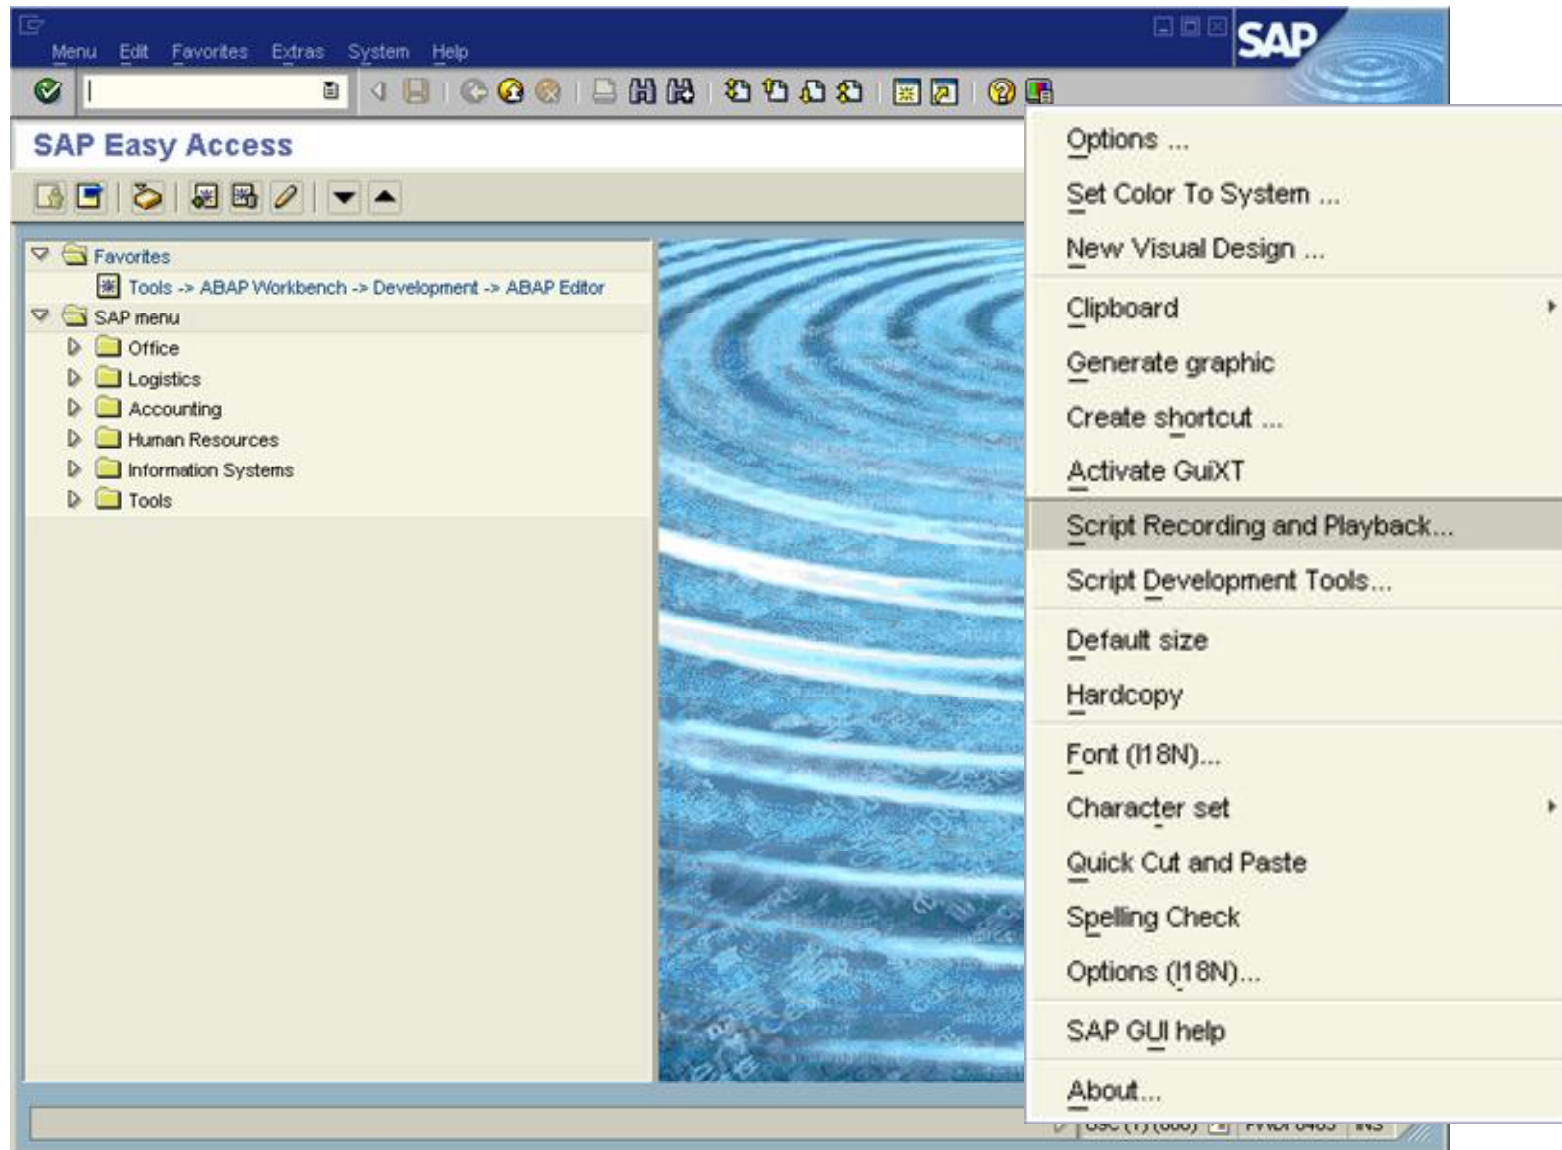 Menu Edit Favorites Extras System Help
SAP
SAP Easy Access
Favorites
Tools -> ABAP Workbench -> Development -> ABAP Editor
SAP menu
Office
Logistics
Accounting
Human Resources
Information Systems
Tools
Options ...
Set Color To System ...
New Visual Design ...
Clipboard
Generate graphic
Create shortcut ...
Activate GuiXT
Script Recording and Playback...
Script Development Tools...
Default size
Hardcopy
Font (I18N)...
Character set
Quick Cut and Paste
Spelling Check
Options (I18N)...
SAP GUI help
About...
INS